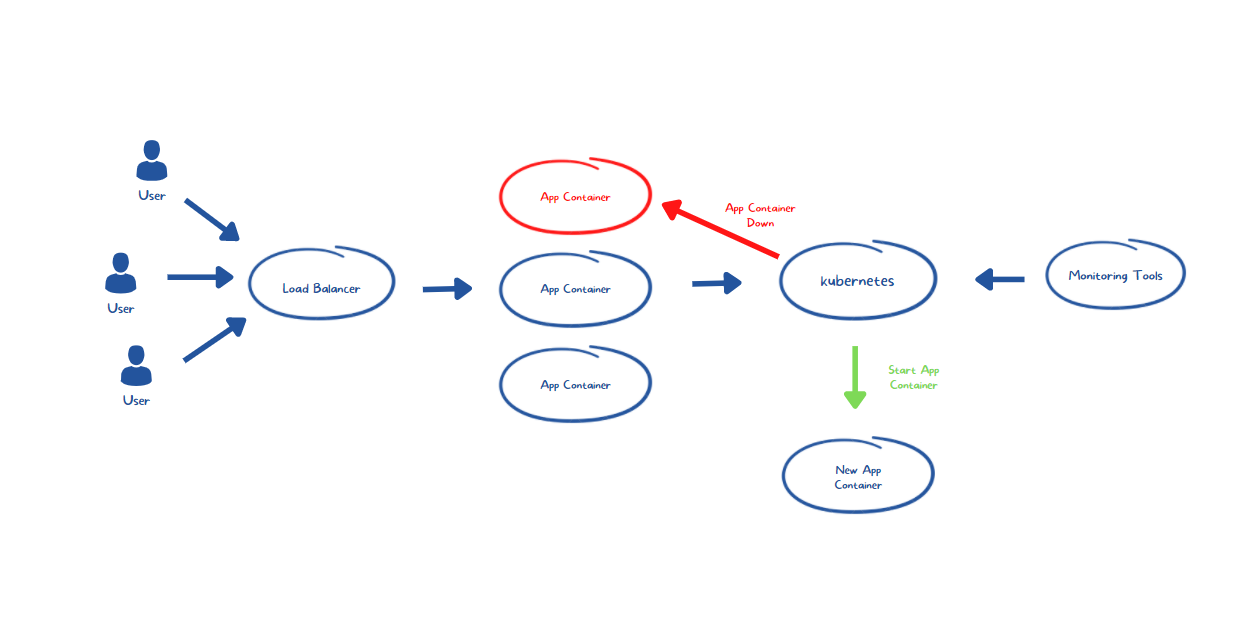 User
User
User
Load Balancer
App Container
App Container
App Container
App Container
Down
kubernetes
Monitoring Tools
Start App
Container
New App
Container